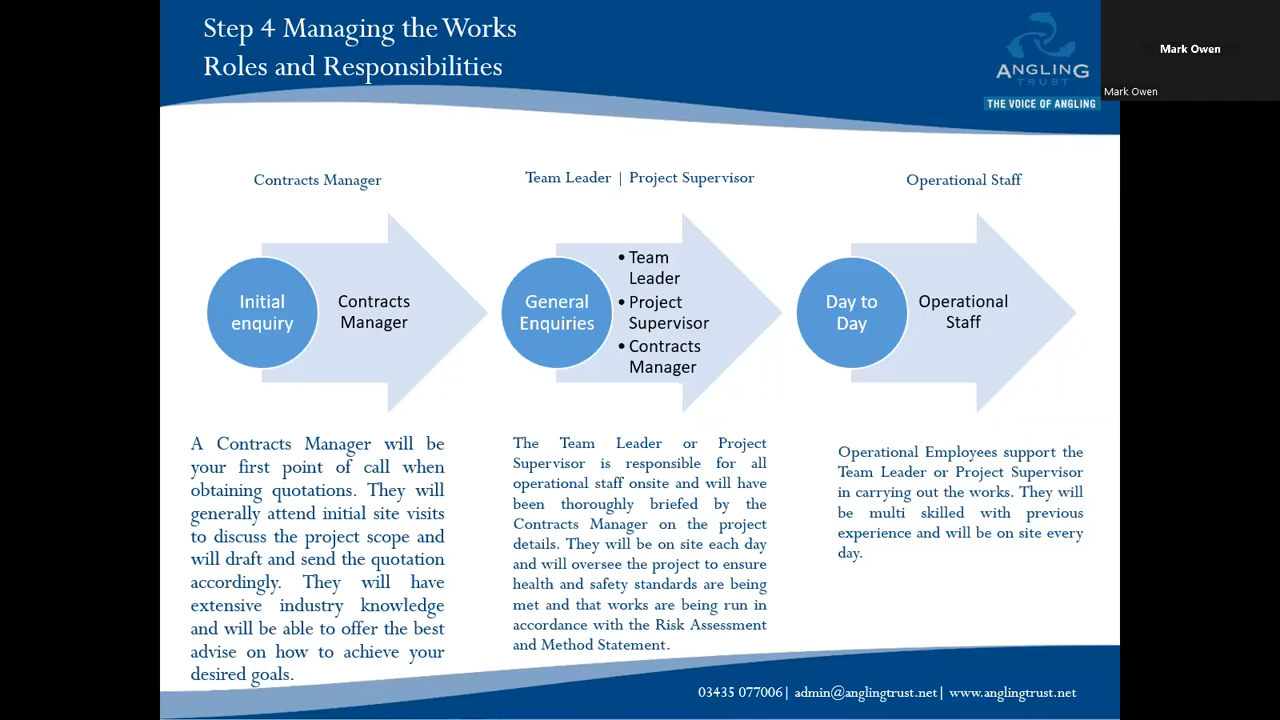 Step 4 Managing the Works
Roles and Responsibilities
ANGLING
TRUST
THE VOICE OF ANGLING
Mark Owen
Mark Owen
Contracts Manager
Team Leader | Project Supervisor
Operational Staff
Initial
enquiry
Contracts
Manager
General
Enquiries
• Team
Leader
• Project
Supervisor
• Contracts
Manager
Day to
Day
Operational
Staff
A Contracts Manager will be
your first point of call when
obtaining quotations. They will
generally attend initial site visits
to discuss the project scope and
will draft and send the quotation
accordingly. They will have
extensive industry knowledge
and will be able to offer the best
advise on how to achieve your
desired goals.
The Team Leader or Project
Supervisor is responsible for all
operational staff onsite and will have
been thoroughly briefed by the
Contracts Manager on the project
details. They will be on site each day
and will oversee the project to ensure
health and safety standards are being
met and that works are being run in
accordance with the Risk Assessment
and Method Statement.
Operational Employees support the
Team Leader or Project Supervisor
in carrying out the works. They will
be multi skilled with previous
experience and will be on site every
day.
03435 077006| admin@anglingtrust.net| www.anglingtrust.net